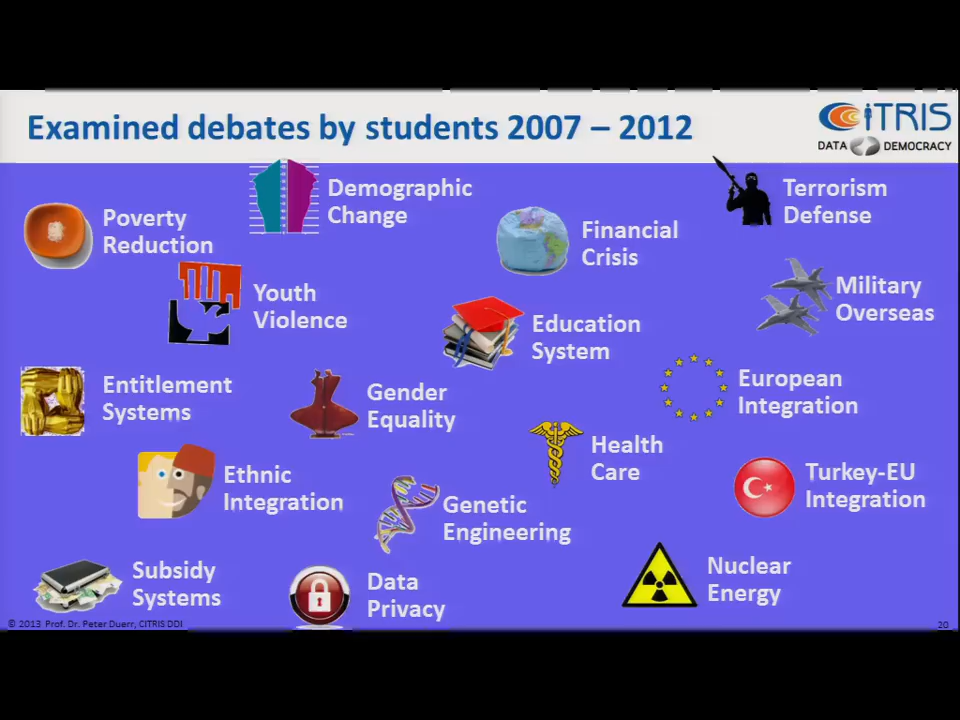 Examined debates by students 2007 – 2012
CiTRIS
DATA DEMOCRACY
Demographic
Change
Terrorism
Defense
Poverty
Reduction
Financial
Crisis
Youth
Violence
Military
Overseas
Education
System
Entitlement
Systems
Gender
Equality
European
Integration
Health
Care
Ethnic
Integration
Turkey-EU
Integration
Genetic
Engineering
Subsidy
Systems
Data
Privacy
Nuclear
Energy
© 2013 Prof. Dr. Peter Duerr, CITRIS DDI
20